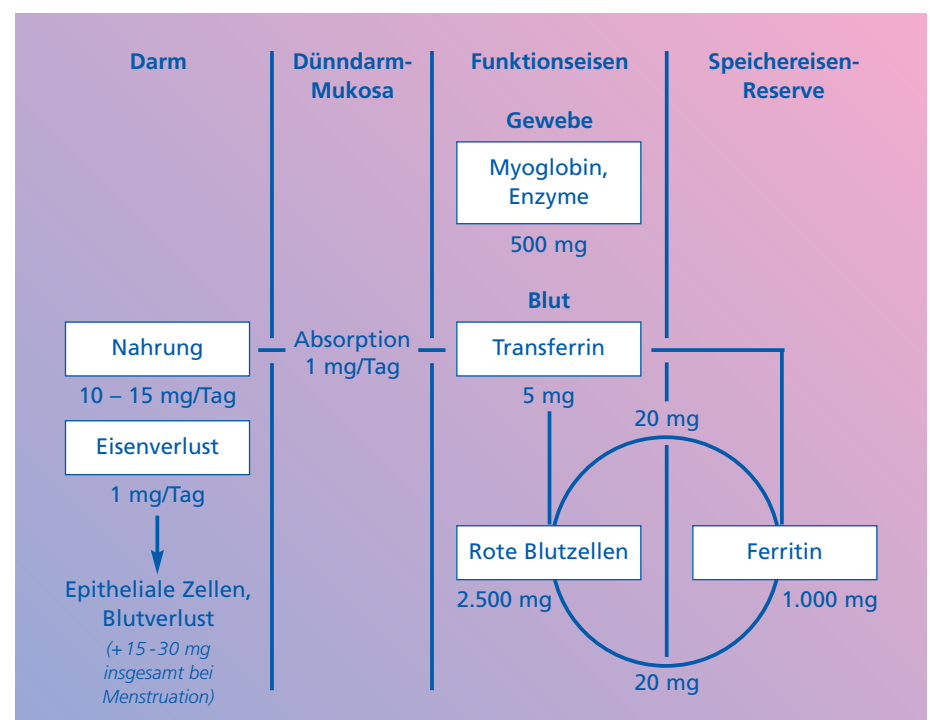 Darm
Dünndarm-
Mukosa
Funktionseisen
Speichereisen-
Reserve
Gewebe
Myoglobin,
Enzyme
500 mg
Blut
Nahrung
Absorption
1 mg/Tag
Transferrin
10 – 15 mg/Tag
5 mg
20 mg
Eisenverlust
1 mg/Tag
Rote Blutzellen
Ferritin
2.500 mg
1.000 mg
Epitheliale Zellen,
Blutverlust
(+ 15 - 30 mg
insgesamt bei
Menstruation)
20 mg